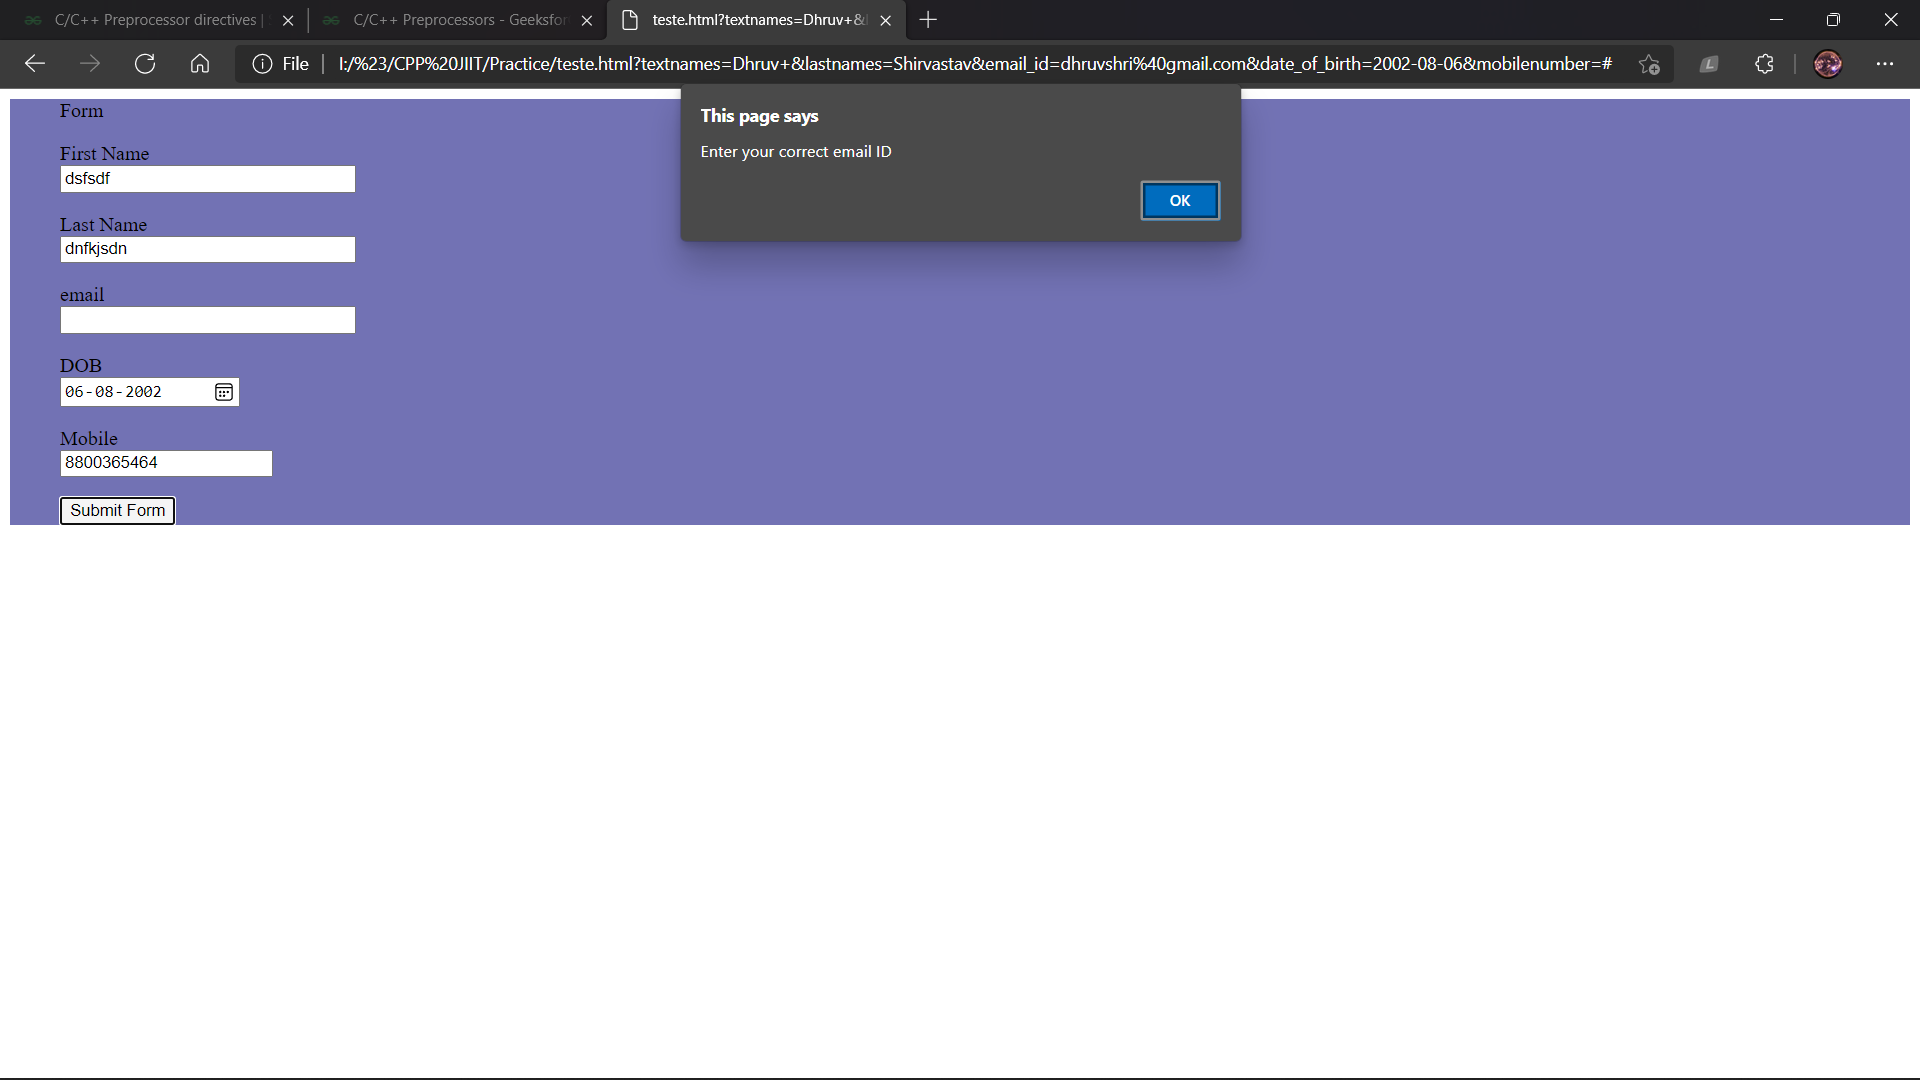 C/C++ Preprocessor directives |
C/C++ Preprocessors - Geeksfor
teste.html?textnames=Dhruv+&l
File
I:/%23/CPP%20JIIT/Practice/teste.html?textnames=Dhruv+&lastnames=Shirvastav&email_id=dhruvshri%40gmail.com&date_of_birth=2002-08-06&mobilenumber=#
L
This page says
Enter your correct email ID
OK
Form
First Name
dsfsdf
Last Name
dnfkjsdn
email
DOB
06-08-2002
Mobile
8800365464
Submit Form